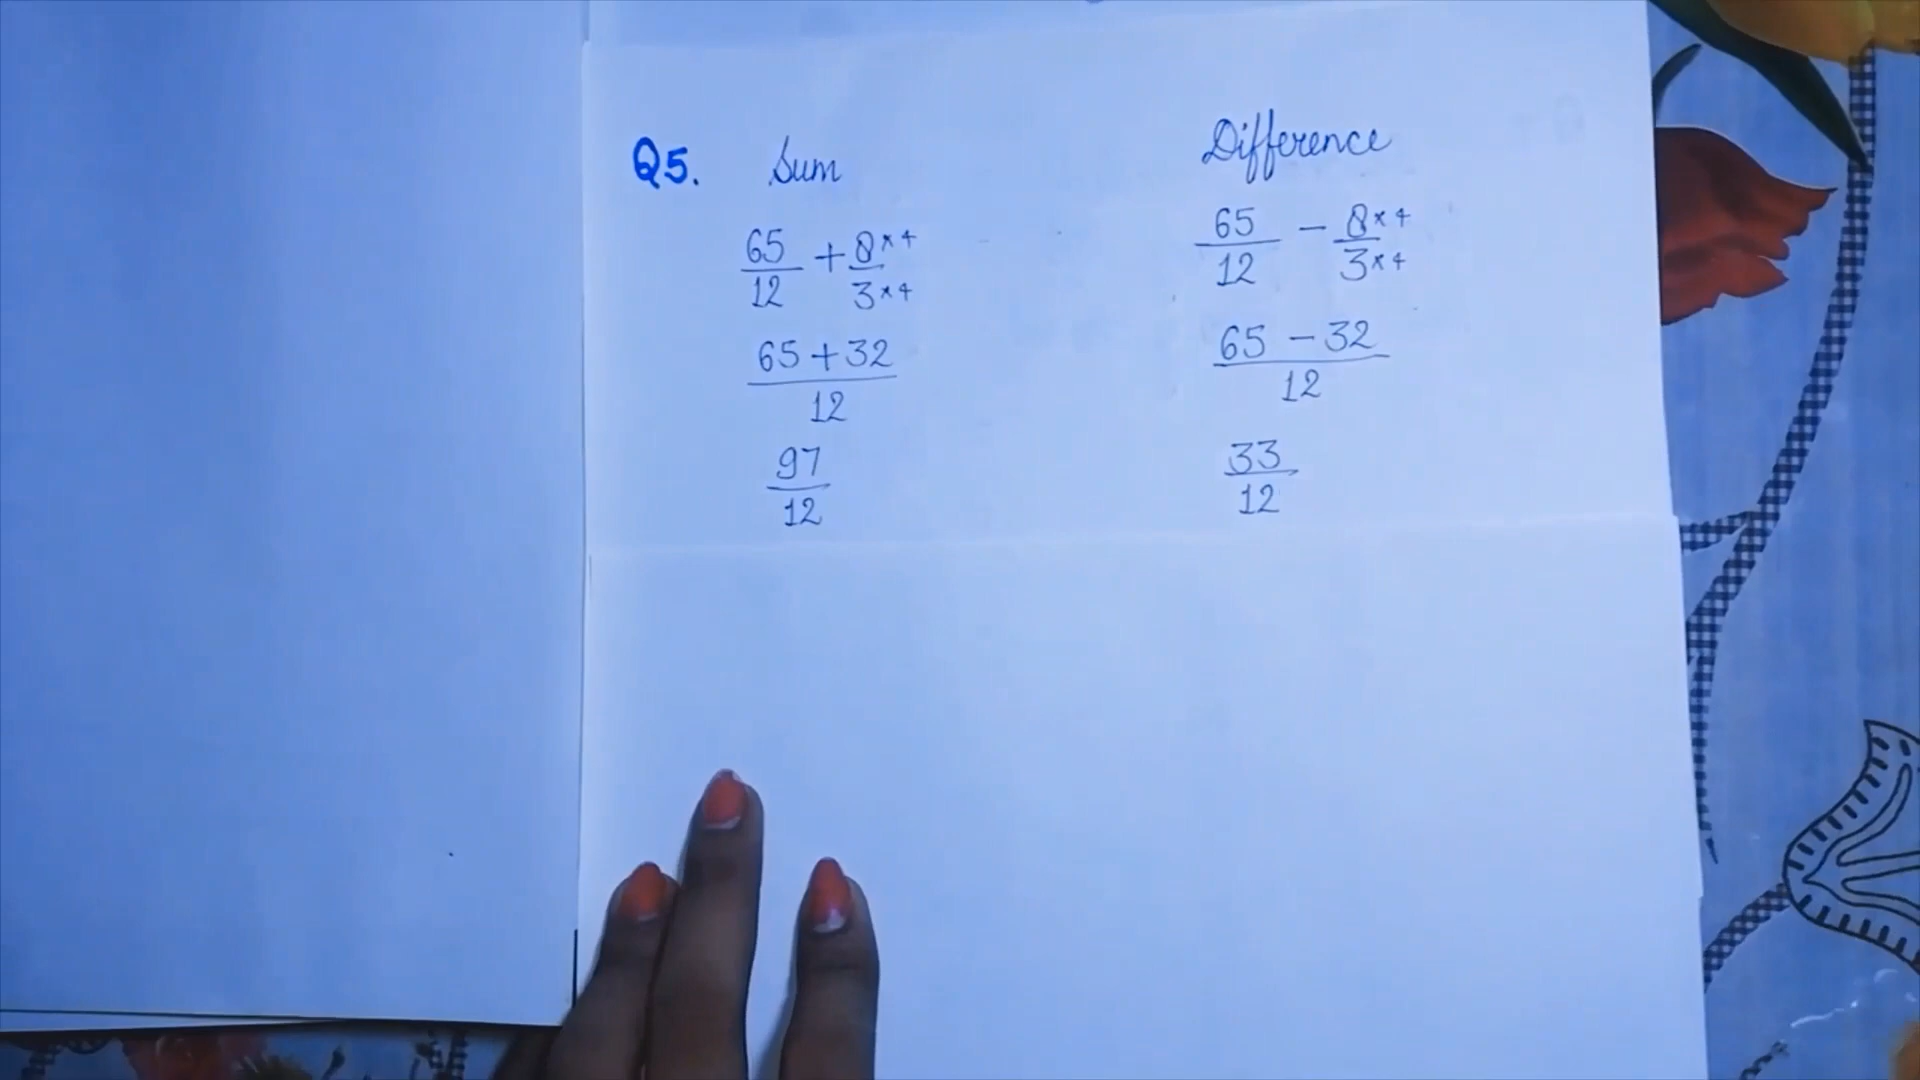 Q5. Sum
65/12 + 8×4/3×4
65+32/12
97/12
Difference
65/12 - 8×4/3×4
65-32/12
33/12